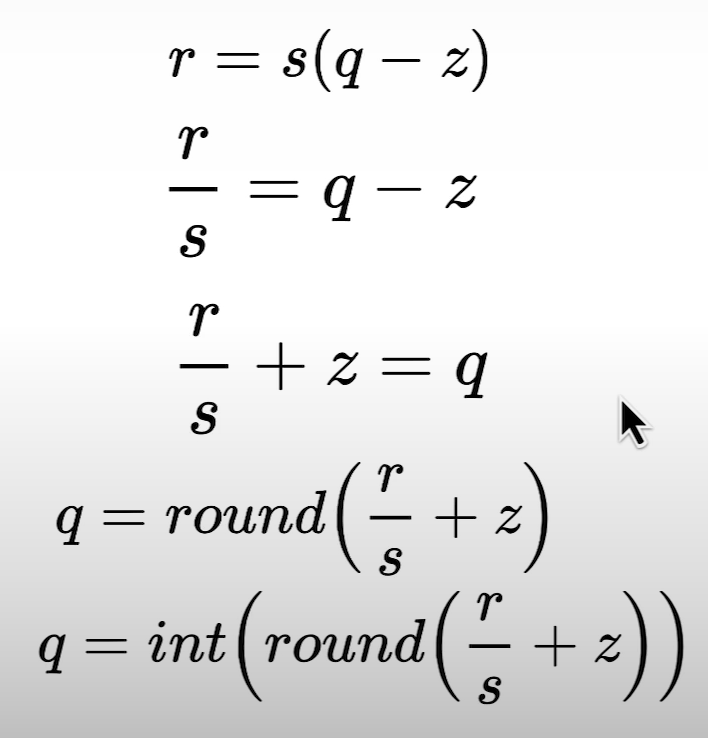 r = s(q − z)
r/s = q − z
r/s + z = q
q = round(r/s + z)
q = int(round(r/s + z))